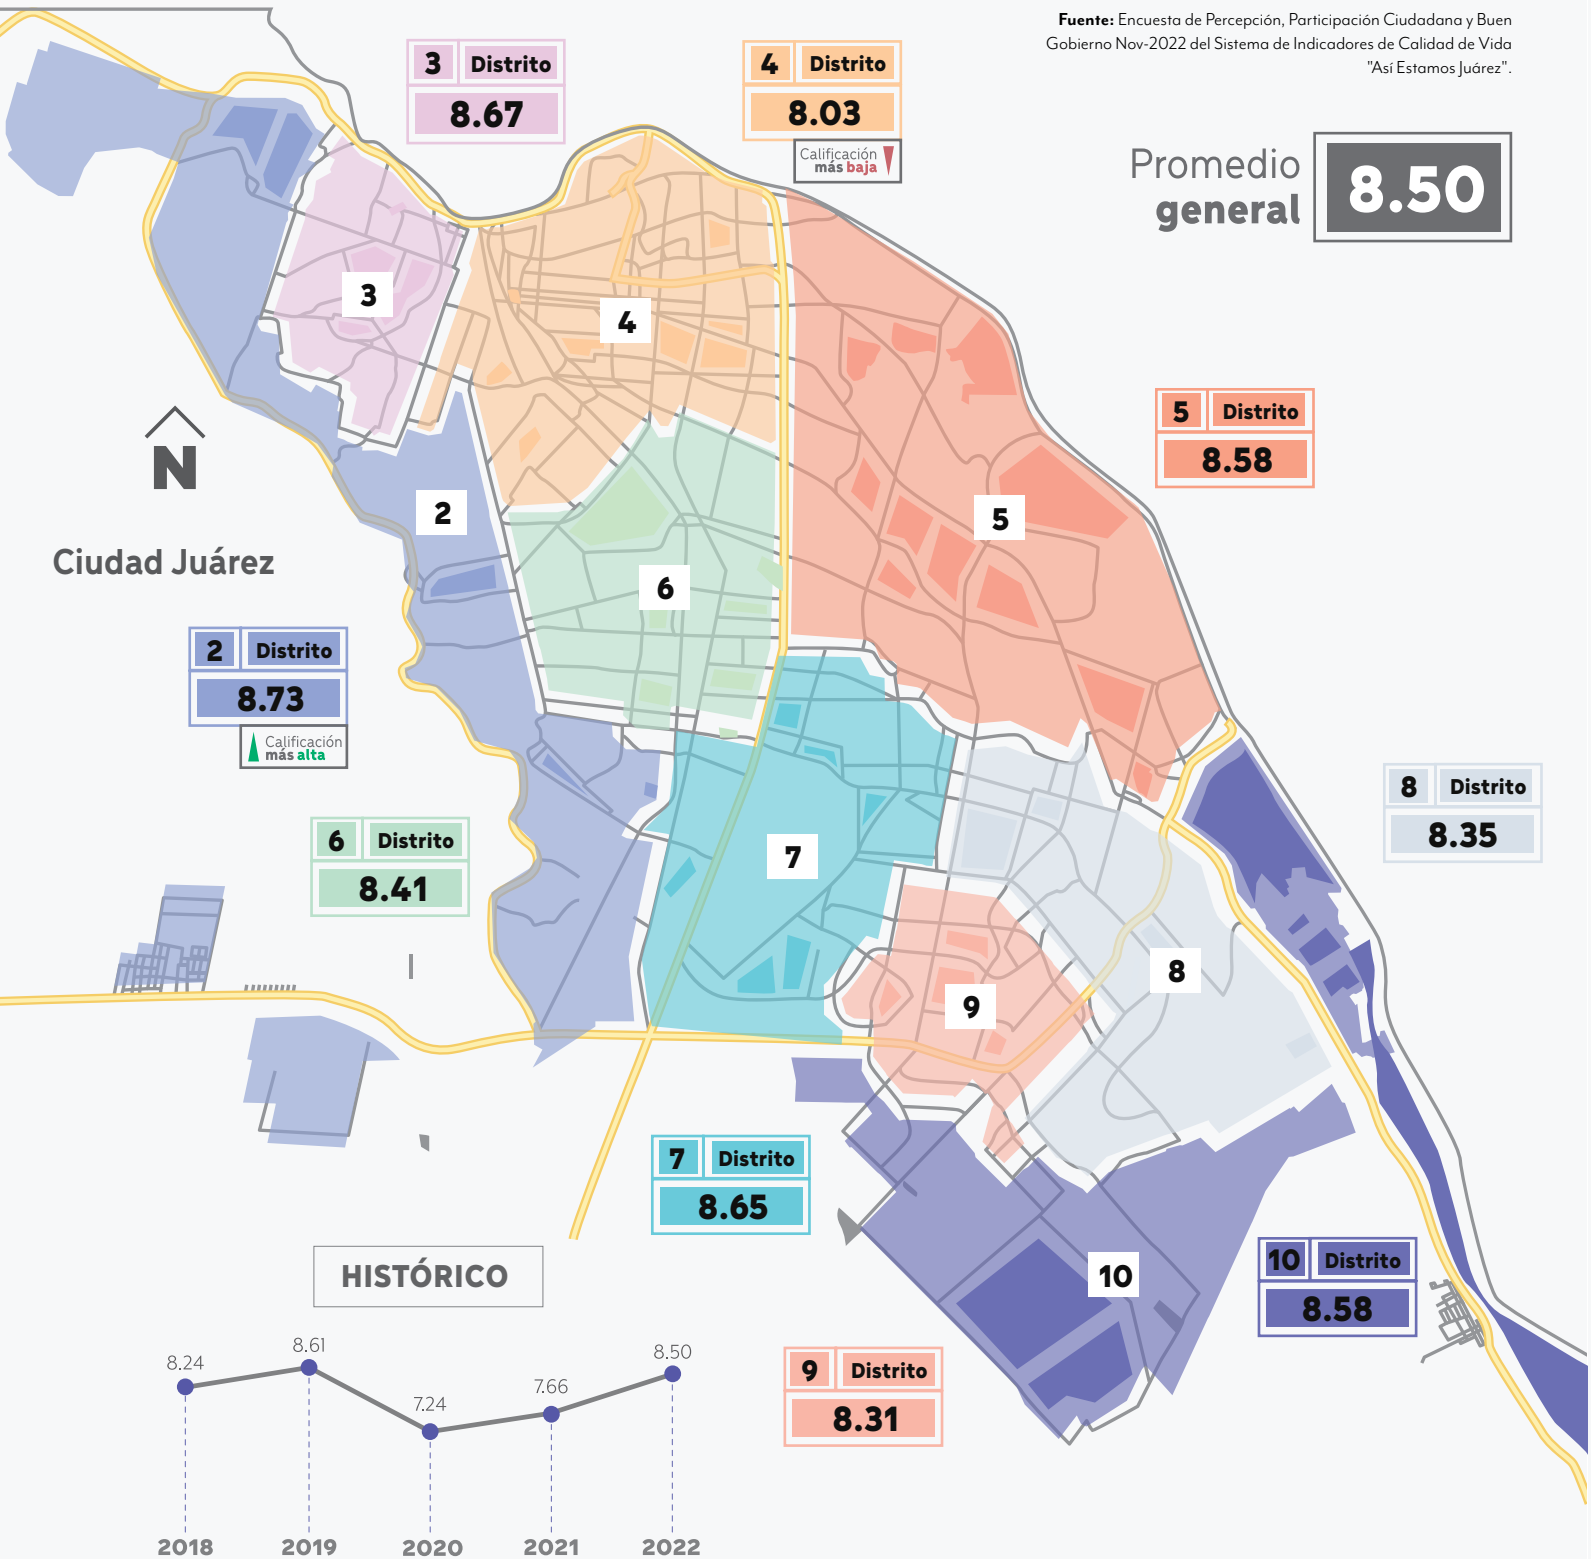 Fuente: Encuesta de Percepción, Participación Ciudadana y Buen
Gobierno Nov-2022 del Sistema de Indicadores de Calidad de Vida
"Así Estamos Juárez".
3 Distrito
8.67
4 Distrito
8.03
Calificación
más baja
Promedio
general
8.50
3
4
5 Distrito
8.58
N
2
5
Ciudad Juárez
6
2 Distrito
8.73
Calificación
más alta
8 Distrito
8.35
6 Distrito
8.41
7
8
9
7 Distrito
8.65
10
10 Distrito
8.58
HISTÓRICO
8.24
8.61
7.24
7.66
8.50
9 Distrito
8.31
2018 2019 2020 2021 2022